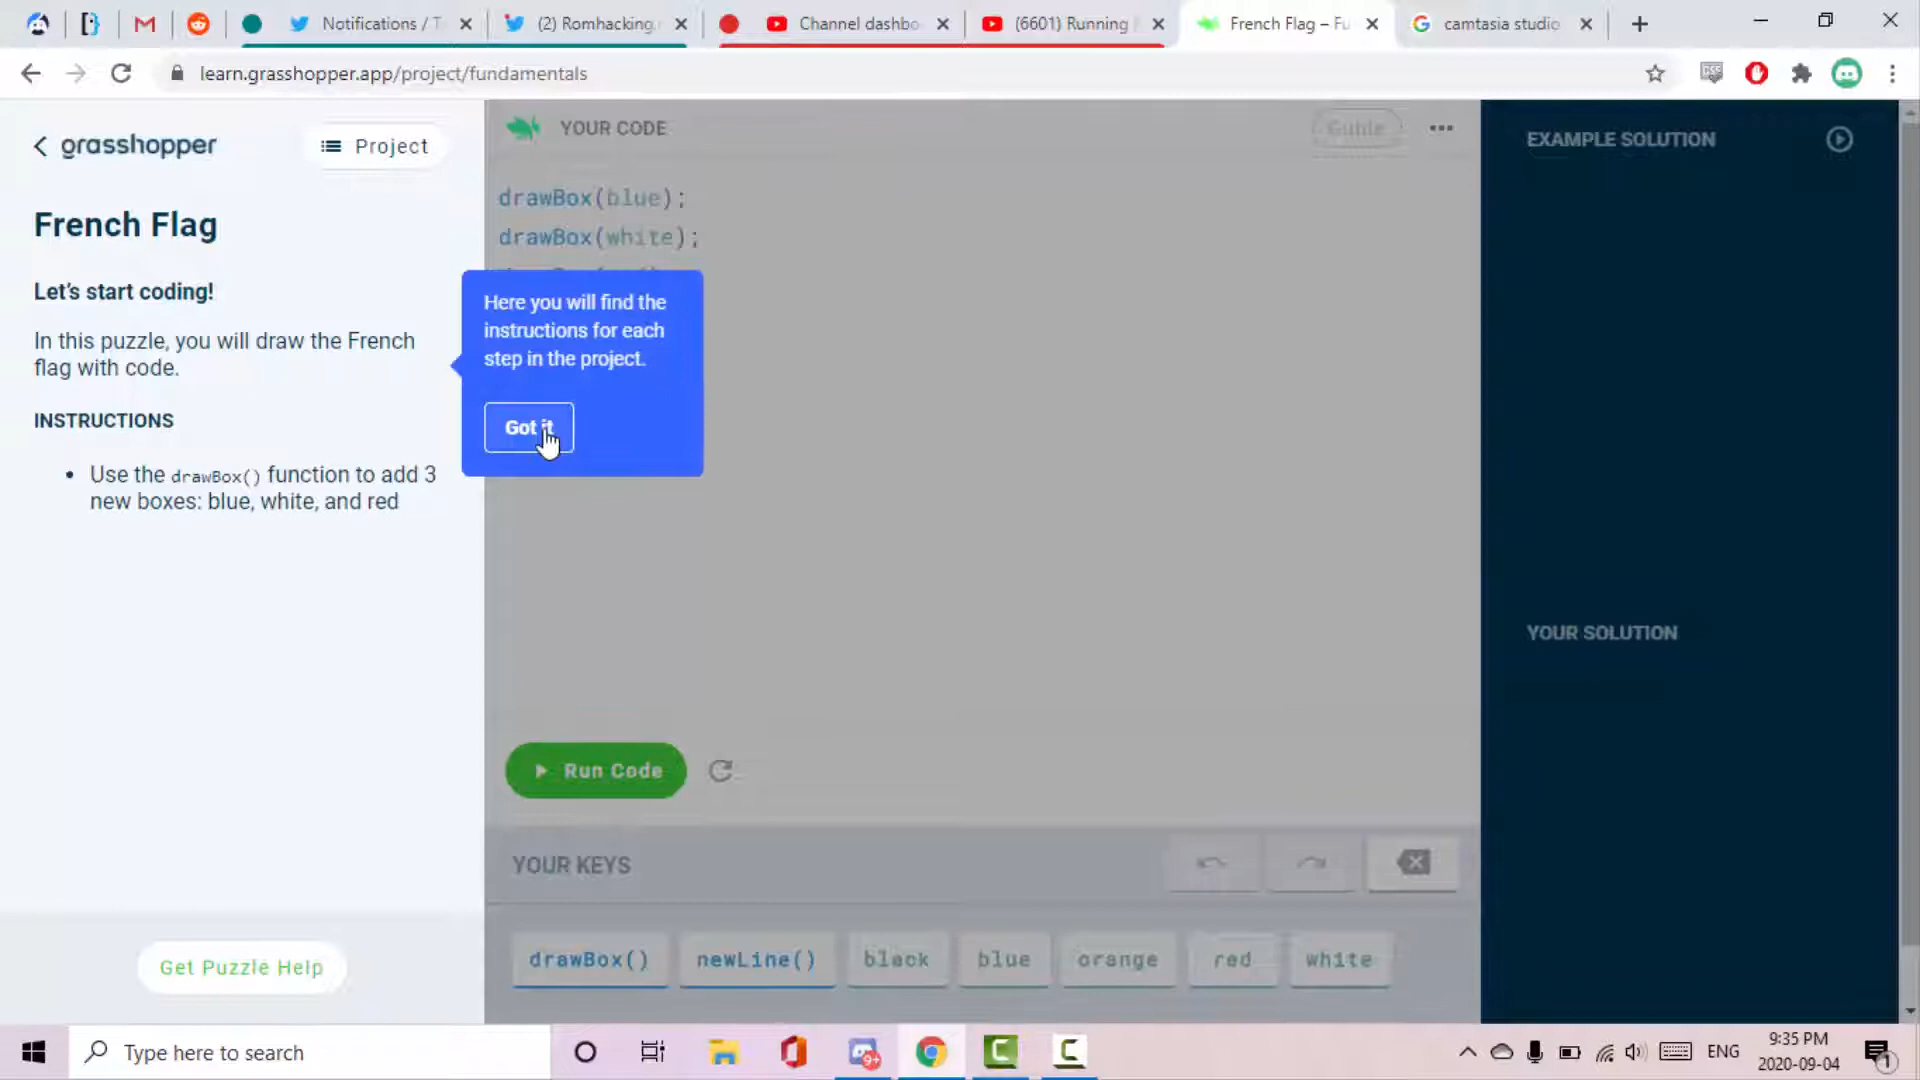 Notifications / T
(2) Romhacking.
Channel dashbo
(6601) Running
French Flag – Fu
camtasia studio
learn.grasshopper.app/project/fundamentals
grasshopper
Project
French Flag
Let's start coding!
In this puzzle, you will draw the French
flag with code.
INSTRUCTIONS
• Use the drawBox() function to add 3
new boxes: blue, white, and red
Get Puzzle Help
YOUR CODE
Guide
drawBox(blue);
drawBox(white);
Here you will find the
instructions for each
step in the project.
Got it
Run Code
YOUR KEYS
drawBox()
newLine()
black
blue
orange
red
white
EXAMPLE SOLUTION
YOUR SOLUTION
Type here to search
9+
ENG
9:35 PM
2020-09-04
1